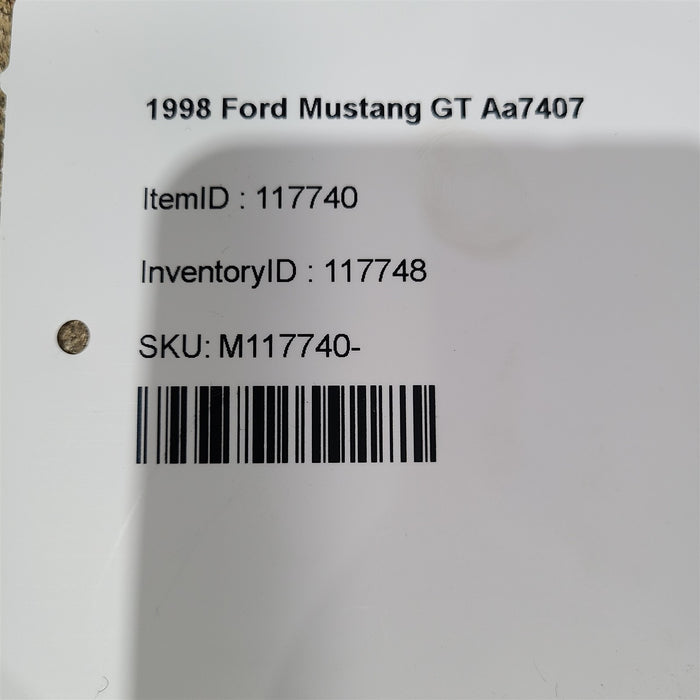 1998 Ford Mustang GT Aa7407
ItemID : 117740
InventoryID : 117748
SKU: M117740-